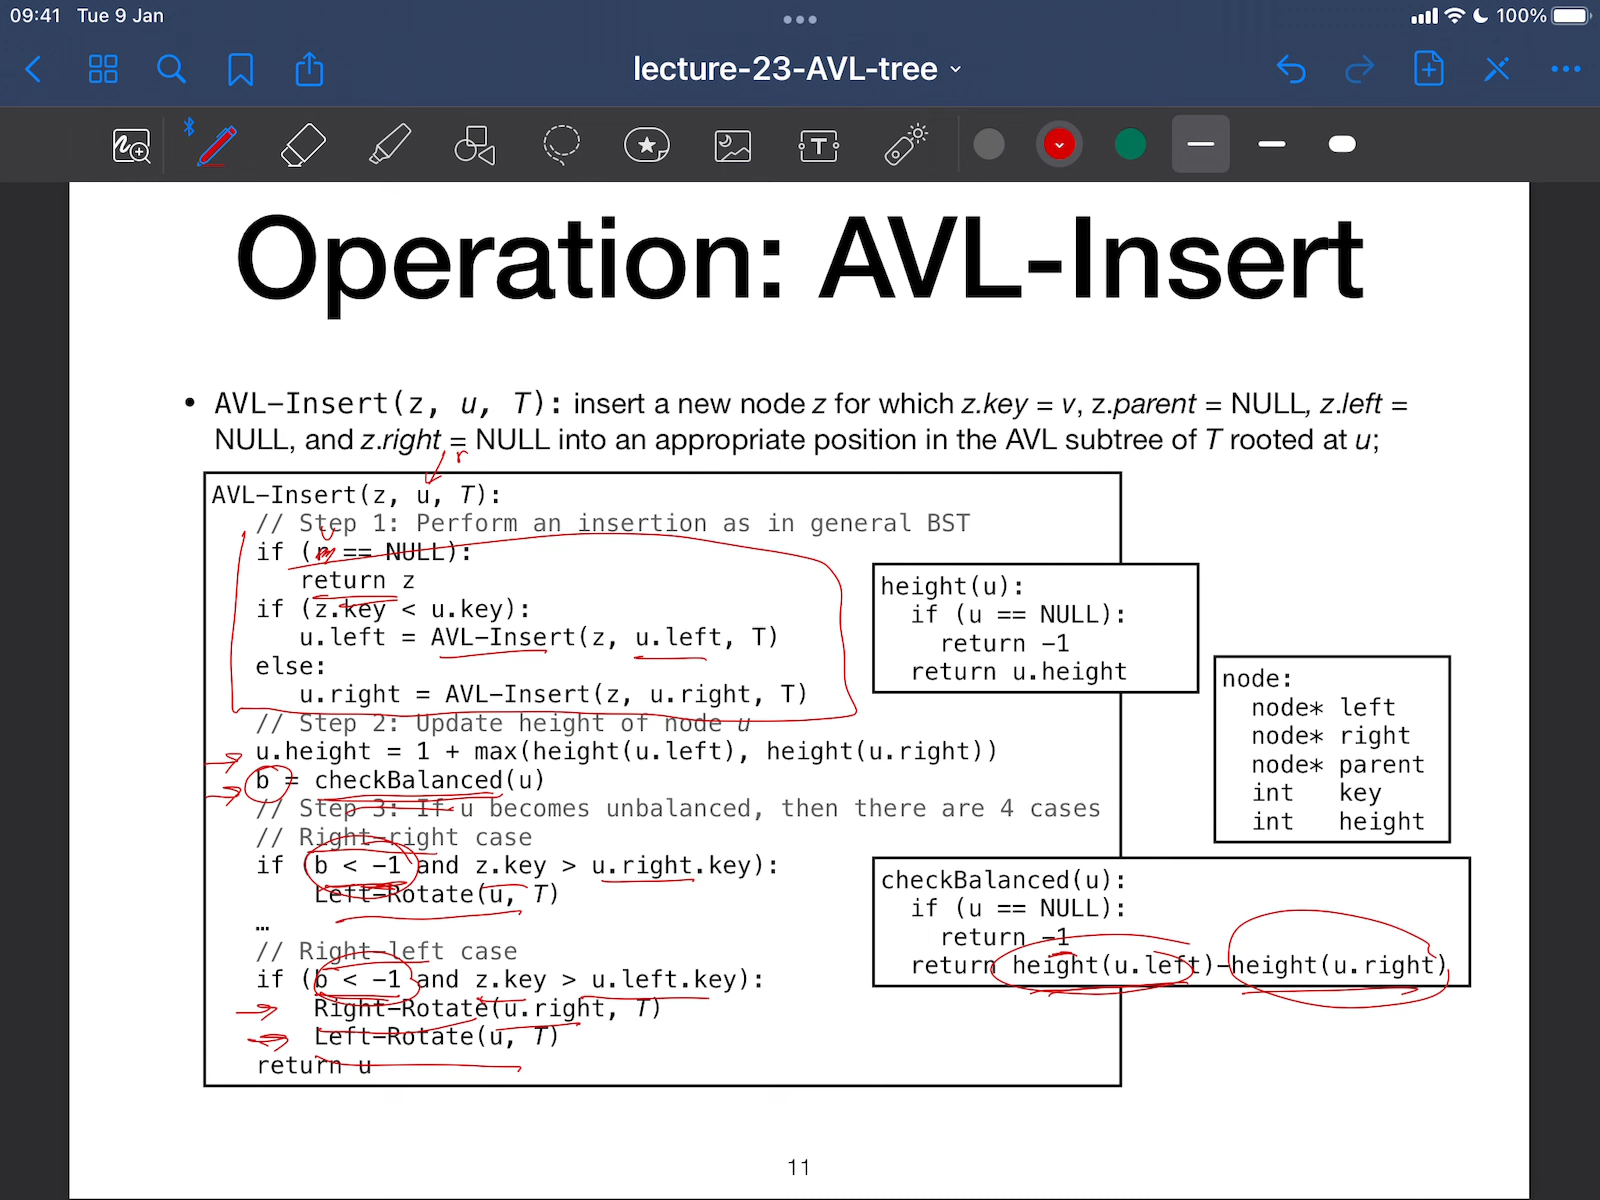 09:41 Tue 9 Jan
100%
lecture-23-AVL-tree
Operation: AVL-Insert
• AVL-Insert(z, u, T): insert a new node z for which z.key = v, z.parent = NULL, z.left =
NULL, and z.right = NULL into an appropriate position in the AVL subtree of T rooted at u;
r
AVL-Insert(z, u, T):
// Step 1: Perform an insertion as in general BST
u
if ( == NULL):
return z
if (z.key < u.key):
u.left = AVL-Insert(z, u.left, T)
else:
u.right = AVL-Insert(z, u.right, T)
// Step 2: Update height of node u
u.height = 1 + max(height(u.left), height(u.right))
b = checkBalanced(u)
// Step 3: If u becomes unbalanced, then there are 4 cases
// Right-right case
if (b < -1 and z.key > u.right.key):
Left-Rotate(u, T)
…
// Right-left case
if (b < -1 and z.key > u.left.key):
Right-Rotate(u.right, T)
Left-Rotate(u, T)
return u
height(u):
if (u == NULL):
return -1
return u.height
node:
node* left
node* right
node* parent
int key
int height
checkBalanced(u):
if (u == NULL):
return -1
return height(u.left)-height(u.right)
11